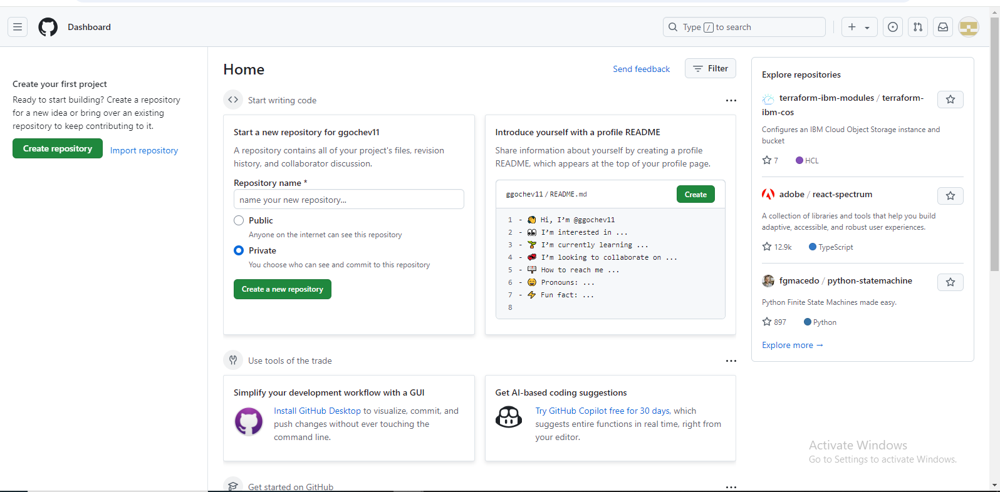 Dashboard
Type / to search
Create your first project
Ready to start building? Create a repository
for a new idea or bring over an existing
repository to keep contributing to it.
Create repository
Import repository
Home
Send feedback
Filter
Start writing code
Start a new repository for ggochev11
A repository contains all of your project's files, revision
history, and collaborator discussion.
Repository name *
name your new repository...
Public
Anyone on the internet can see this repository
Private
You choose who can see and commit to this repository
Create a new repository
Introduce yourself with a profile README
Share information about yourself by creating a profile
README, which appears at the top of your profile page.
ggochev11 / README.md
Create
1 - 👋 Hi, I’m @ggochev11
2 - 👀 I’m interested in ...
3 - 🌱 I’m currently learning ...
4 - 💞️ I’m looking to collaborate on ...
5 - 📫 How to reach me ...
6 - 😄 Pronouns: ...
7 - ⚡ Fun fact: ...
8
Use tools of the trade
Simplify your development workflow with a GUI
Install GitHub Desktop to visualize, commit, and
push changes without ever touching the
command line.
Get AI-based coding suggestions
Try GitHub Copilot free for 30 days, which
suggests entire functions in real time, right from
your editor.
Get started on GitHub
Explore repositories
terraform-ibm-modules / terraform-
ibm-cos
Configures an IBM Cloud Object Storage instance and
bucket
7
HCL
adobe / react-spectrum
A collection of libraries and tools that help you build
adaptive, accessible, and robust user experiences.
12.9k
TypeScript
fgmacedo / python-statemachine
Python Finite State Machines made easy.
897
Python
Explore more →
Activate Windows
Go to Settings to activate Windows.